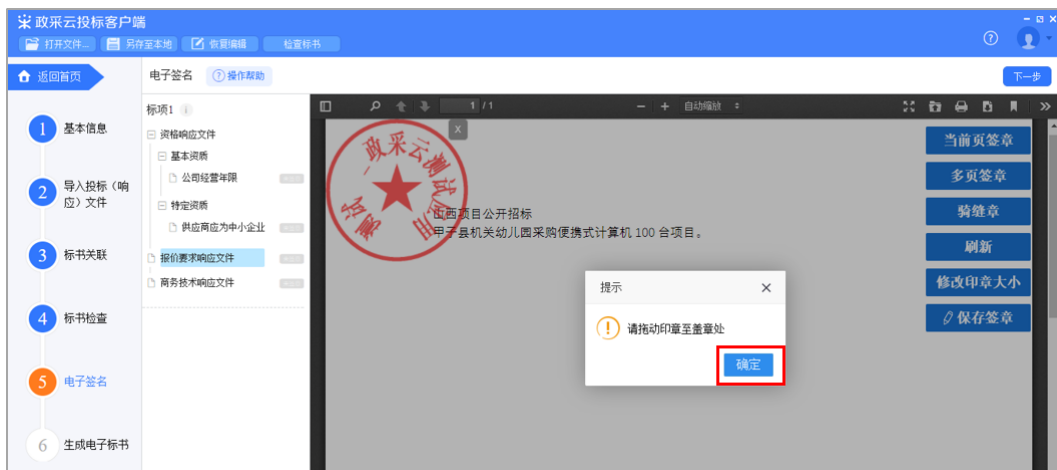 政采云投标客户端
打开文件... 另存至本地 恢复编辑 检查标书
返回首页
电子签名 操作帮助 下一步
1 基本信息
2 导入投标（响应）文件
3 标书关联
4 标书检查
5 电子签名
6 生成电子标书
标项1
资格响应文件
基本资质
公司经营年限
特定资质
供应商应为中小企业
报价要求响应文件
商务技术响应文件
1 / 1 自动缩放
山西项目公开招标
甲子县机关幼儿园采购便携式计算机 100 台项目。
当前页签章
多页签章
骑缝章
刷新
修改印章大小
保存签章
提示
请拖动印章至盖章处
确定